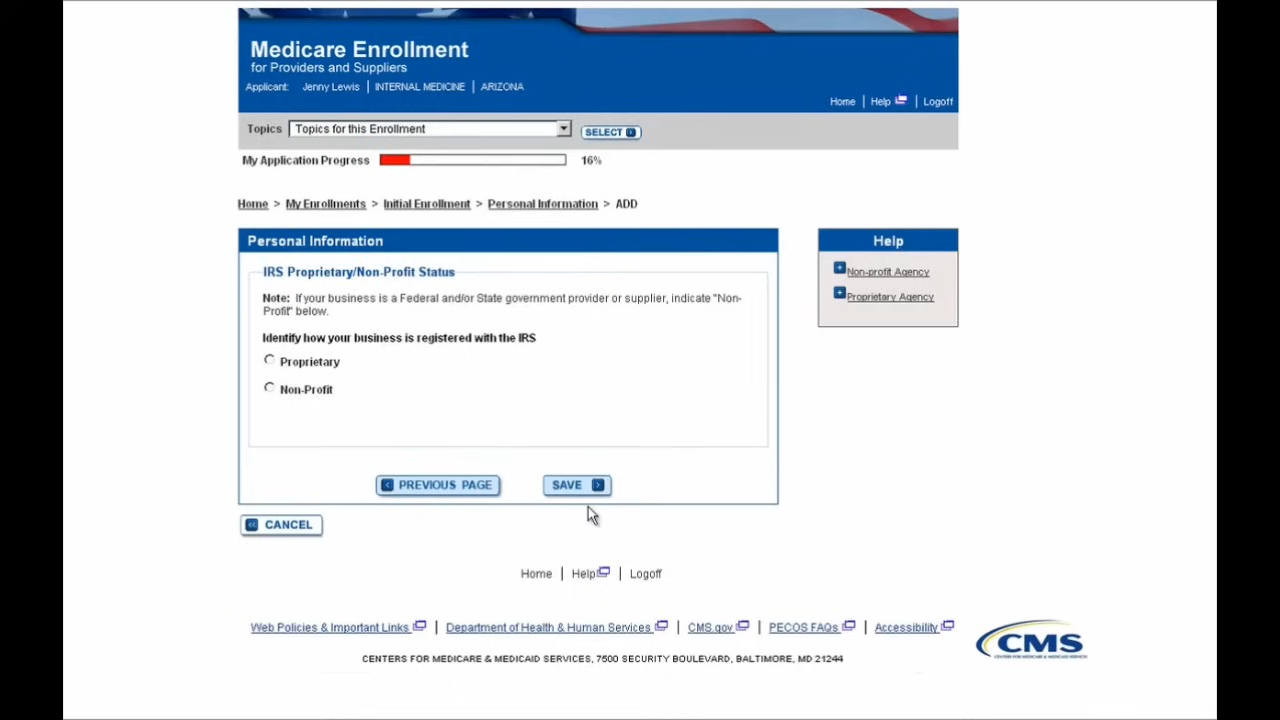 Medicare Enrollment
for Providers and Suppliers
Applicant: Jenny Lewis | INTERNAL MEDICINE | ARIZONA
Home | Help | Logoff
Topics Topics for this Enrollment SELECT
My Application Progress 16%
Home > My Enrollments > Initial Enrollment > Personal Information > ADD
Personal Information
IRS Proprietary/Non-Profit Status
Note: If your business is a Federal and/or State government provider or supplier, indicate "Non-
Profit" below.
Identify how your business is registered with the IRS
Proprietary
Non-Profit
PREVIOUS PAGE SAVE
CANCEL
Help
Non-profit Agency
Proprietary Agency
Home | Help | Logoff
Web Policies & Important Links | Department of Health & Human Services | CMS.gov | PECOS FAQs | Accessibility
CENTERS FOR MEDICARE & MEDICAID SERVICES, 7500 SECURITY BOULEVARD, BALTIMORE, MD 21244
CMS
CENTERS FOR MEDICARE & MEDICAID SERVICES